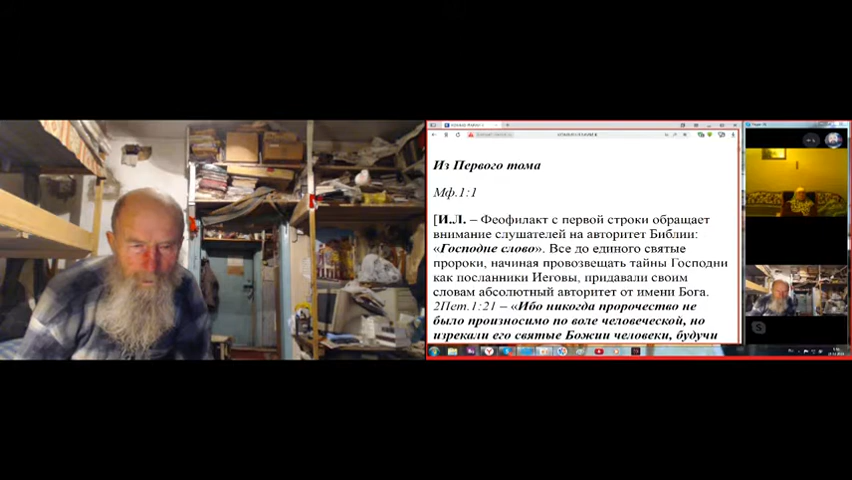 Из Первого тома
Мф.1:1
[И.Л. – Феофилакт с первой строки обращает
внимание слушателей на авторитет Библии:
«Господне слово». Все до единого святые
пророки, начиная провозвещать тайны Господни
как посланники Иеговы, придавали своим
словам абсолютный авторитет от имени Бога.
2Пет.1:21 – «Ибо никогда пророчество не
было произносимо по воле человеческой, но
изрекали его святые Божии человеки, будучи